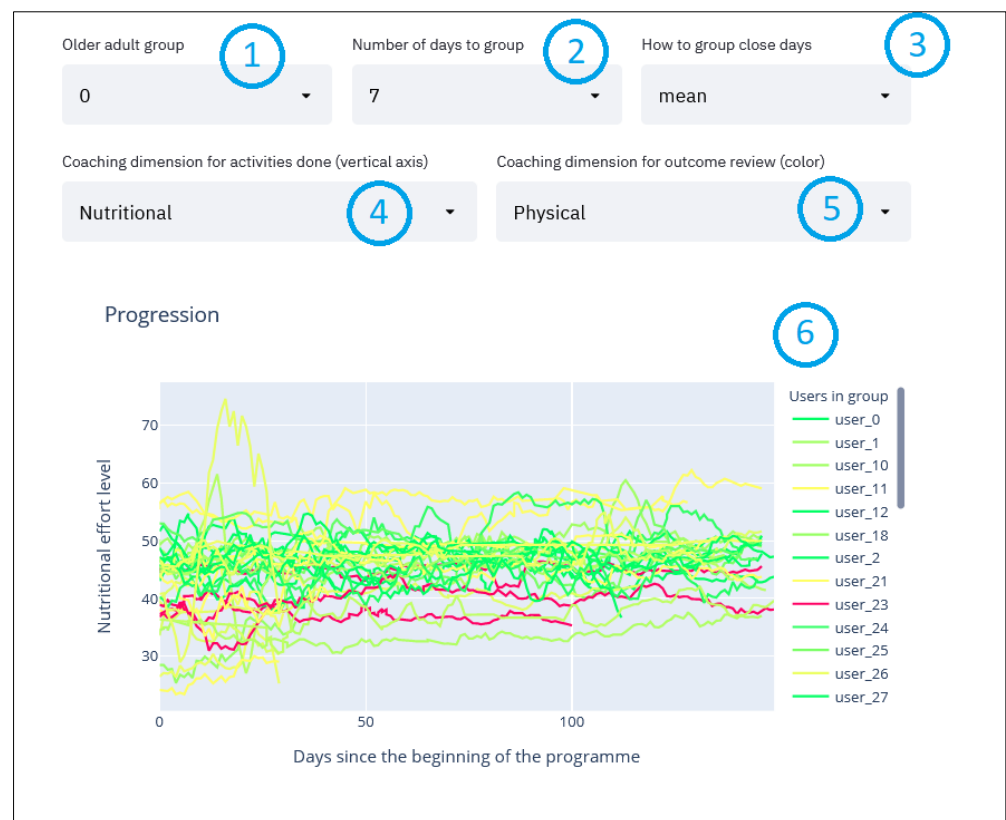 Older adult group
1
Number of days to group
2
How to group close days
3
0
7
mean
Coaching dimension for activities done (vertical axis)
Coaching dimension for outcome review (color)
Nutritional
4
Physical
5
Progression
6
Users in group
user_0
user_1
user_10
user_11
user_12
user_18
user_2
user_21
user_23
user_24
user_25
user_26
user_27
Nutritional effort level
70
60
50
40
30
0
50
100
Days since the beginning of the programme